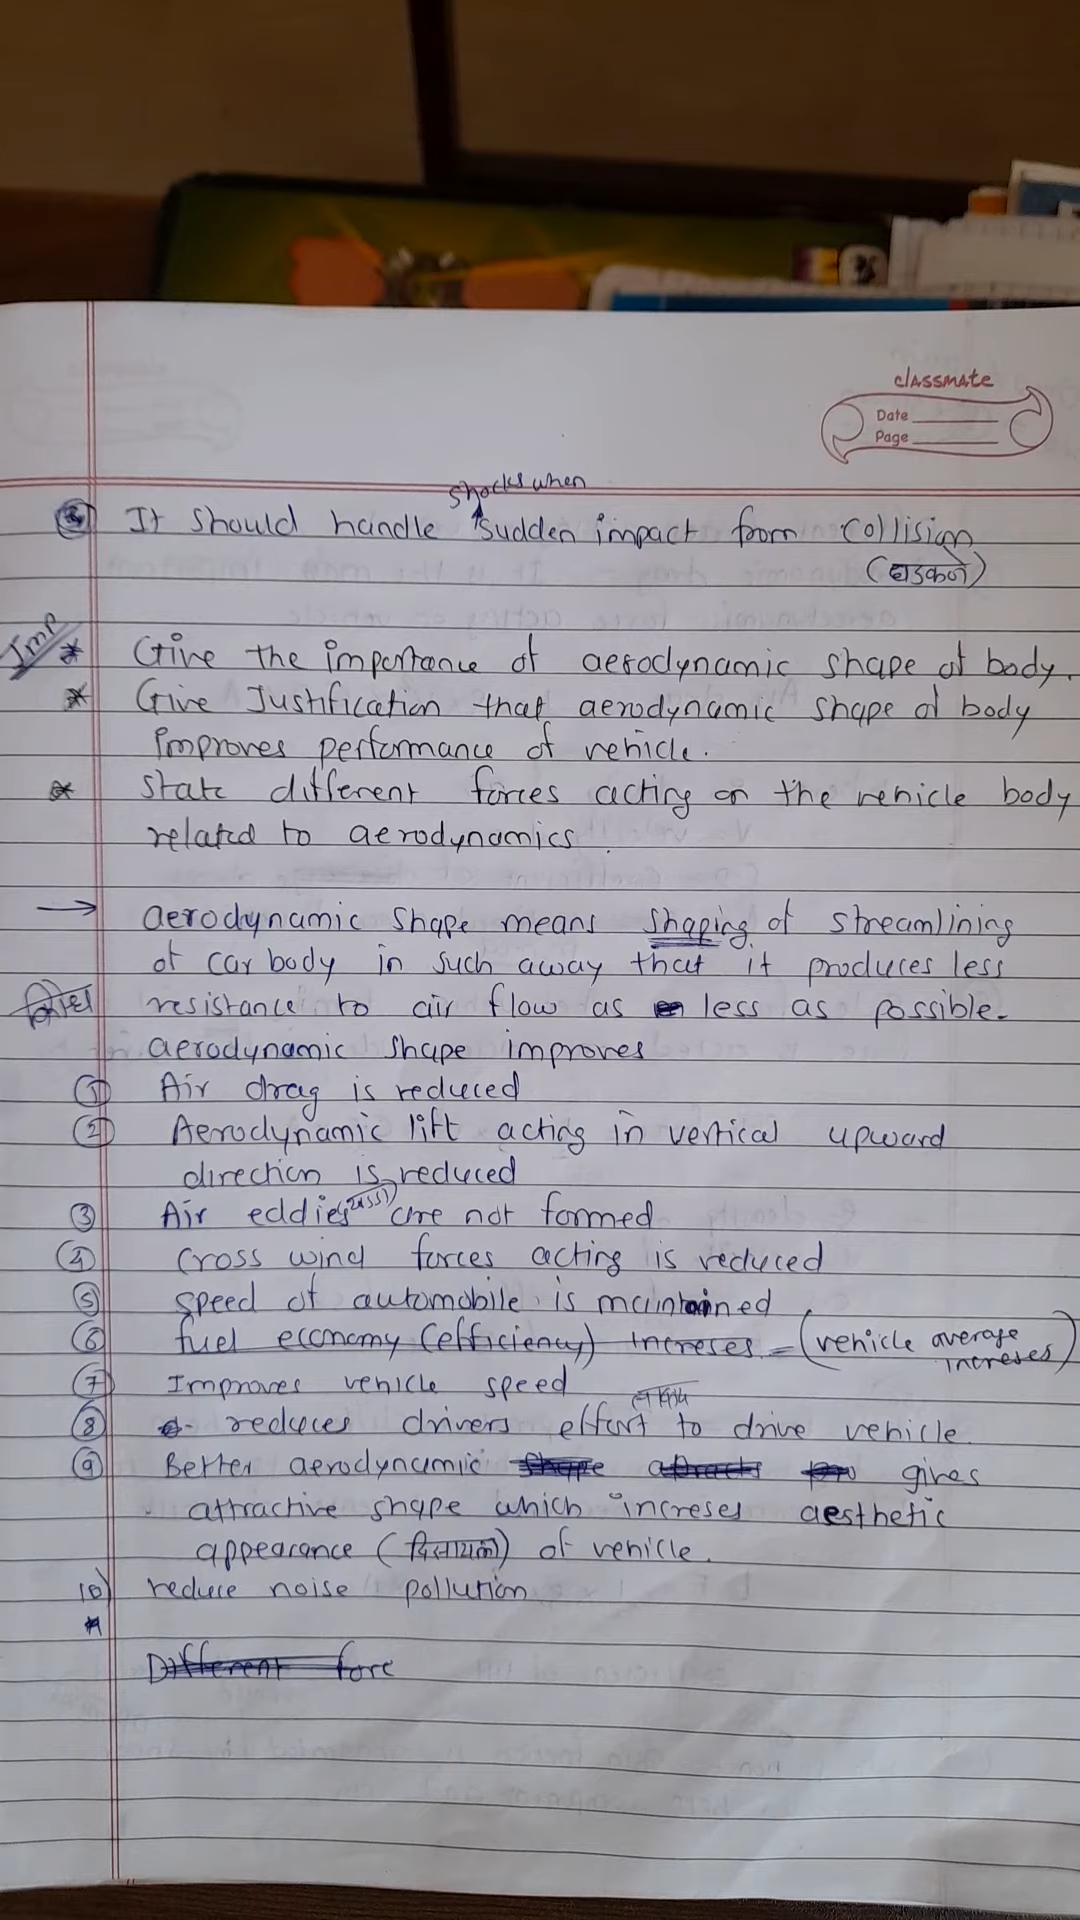 classmate
Date
Page
shocks when
It should handle sudden impact from collision
(धडकने)
Imp
* Give the importance of aerodynamic shape of body.
* Give Justification that aerodynamic shape of body
improves performance of vehicle.
* state different forces acting on the vehicle body
related to aerodynamics.
→ aerodynamic shape means shaping of streamlining
of car body in such away that it produces less
resistance to air flow as less as possible.
aerodynamic shape improves
① Air drag is reduced
② Aerodynamic lift acting in vertical upward
direction is reduced
③ Air eddies are not formed
④ cross wind forces acting is reduced
⑤ speed of automobile is maintained
⑥ fuel economy (efficiency) increses = (vehicle average
increses)
⑦ Improves vehicle speed
⑧ reduces drivers effort to drive vehicle
⑨ Better aerodynamic shape gives
attractive shape which increses aesthetic
appearance of vehicle.
10) reduce noise pollution
*
Different forc